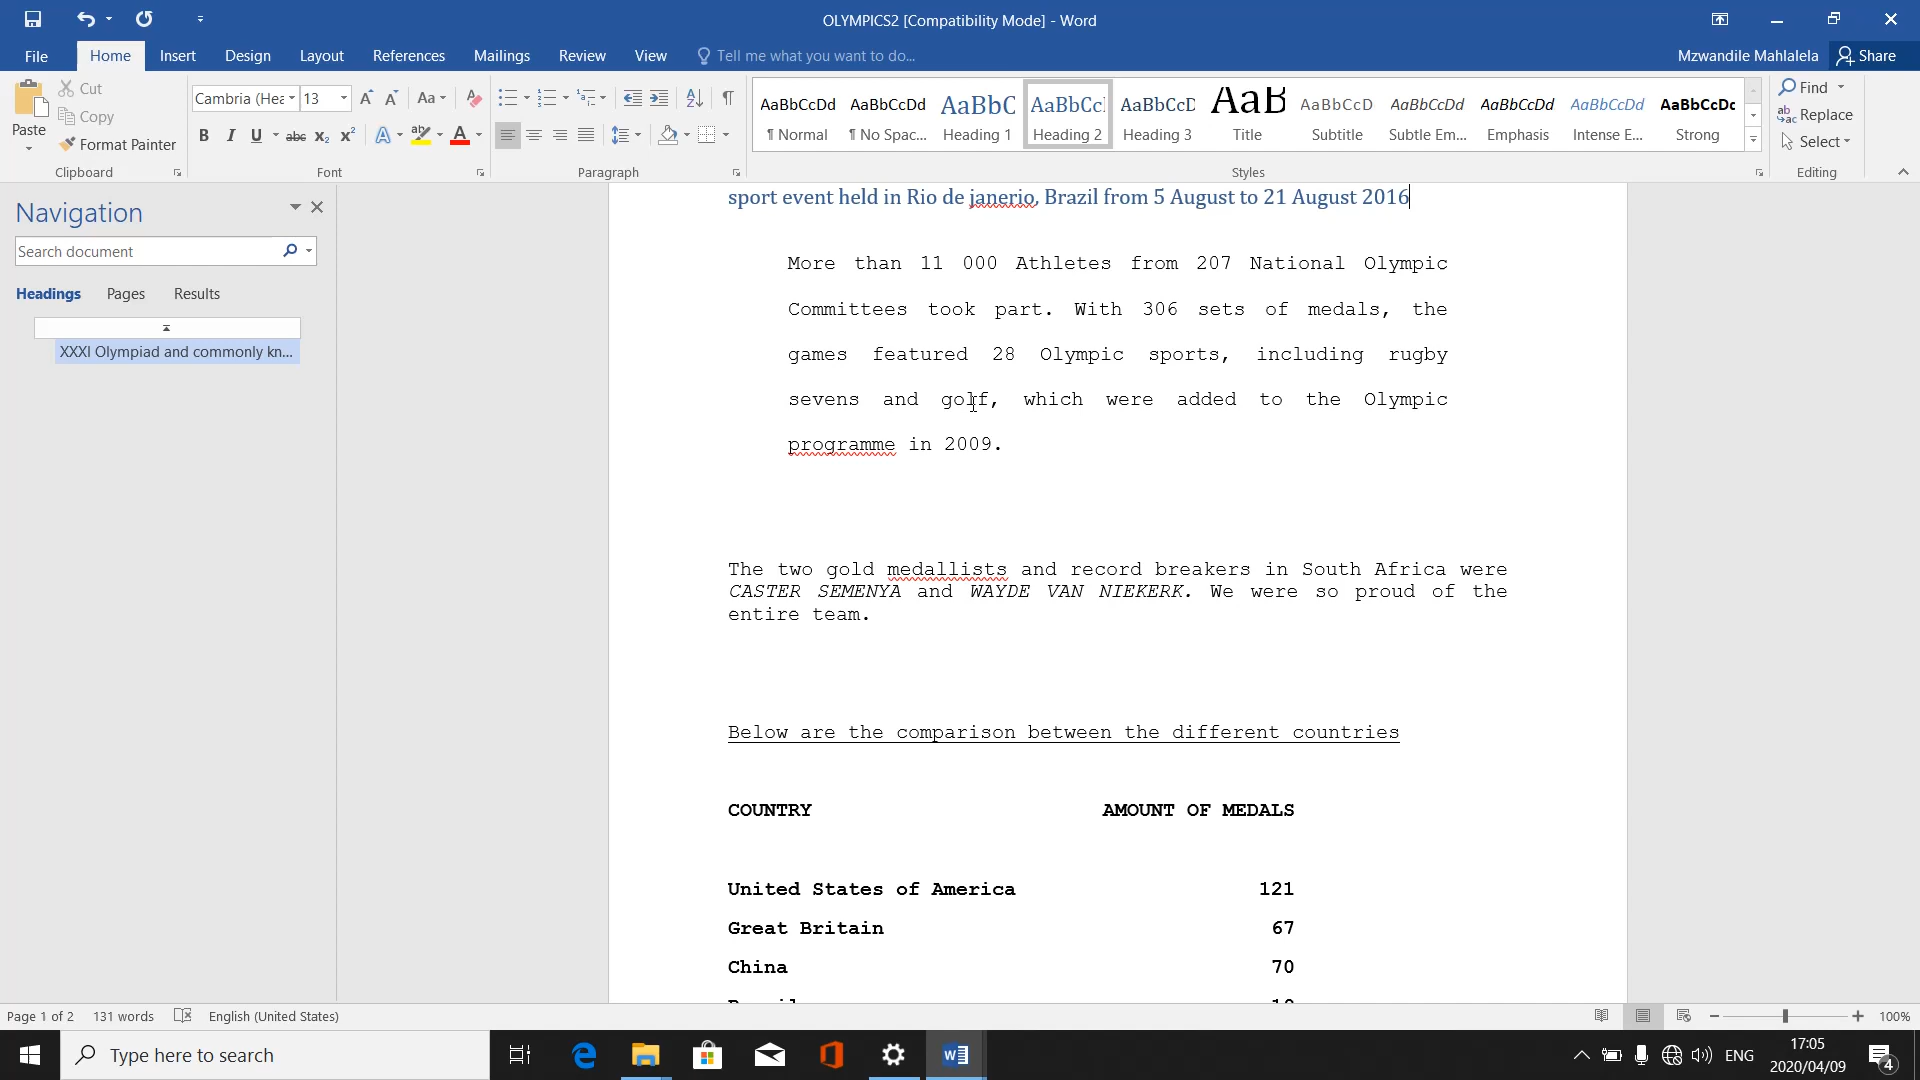 OLYMPICS2 [Compatibility Mode] - Word
File Home Insert Design Layout References Mailings Review View Tell me what you want to do... Mzwandile Mahlalela Share
Paste
Cut
Copy
Format Painter
Clipboard
Cambria (Hea 13
Font
Paragraph
AaBbCcDd AaBbCcDd AaBbC AaBbCc AaBbCcD AaB AaBbCcD AaBbCcDd AaBbCcDd AaBbCcDd AaBbCcDc
¶ Normal ¶ No Spac... Heading 1 Heading 2 Heading 3 Title Subtitle Subtle Em... Emphasis Intense E... Strong
Styles
Find
Replace
Select
Editing
Navigation
Search document
Headings Pages Results
XXXI Olympiad and commonly kn...
sport event held in Rio de janerio, Brazil from 5 August to 21 August 2016
More than 11 000 Athletes from 207 National Olympic
Committees took part. With 306 sets of medals, the
games featured 28 Olympic sports, including rugby
sevens and golf, which were added to the Olympic
programme in 2009.
The two gold medallists and record breakers in South Africa were
CASTER SEMENYA and WAYDE VAN NIEKERK. We were so proud of the
entire team.
Below are the comparison between the different countries
COUNTRY AMOUNT OF MEDALS
United States of America 121
Great Britain 67
China 70
Page 1 of 2 131 words English (United States) 100%
Type here to search
ENG
17:05
2020/04/09
4